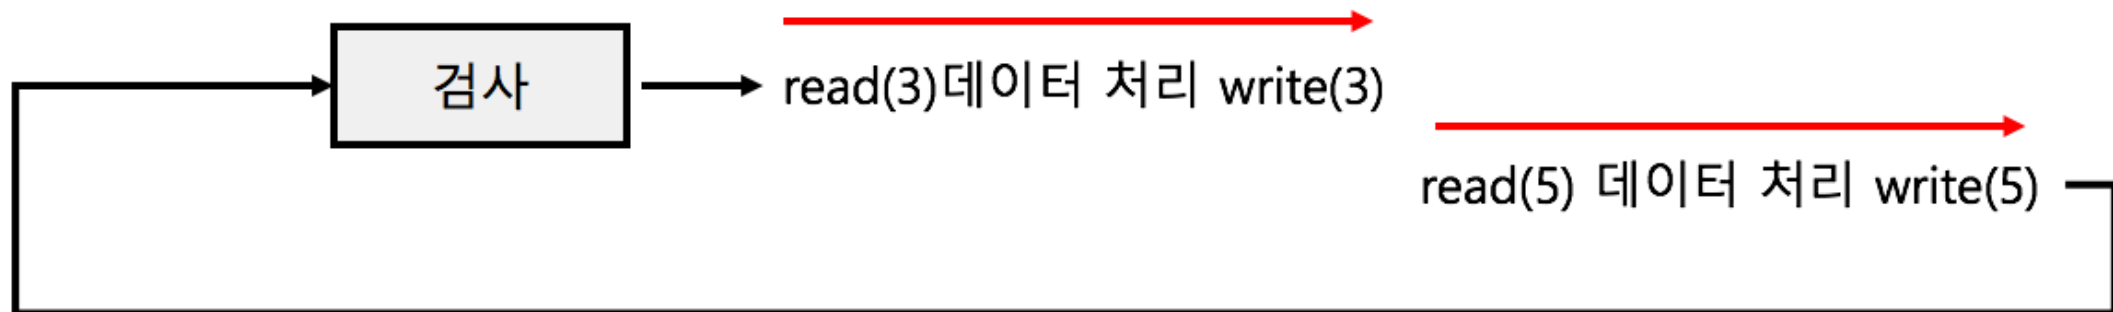 검사
read(3)데이터 처리 write(3)
read(5) 데이터 처리 write(5)